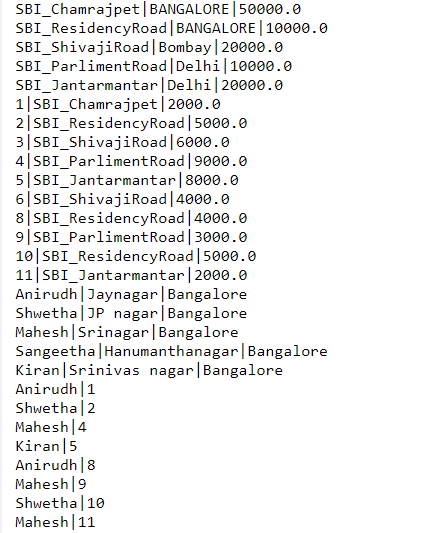 SBI_Chamrajpet|BANGALORE|50000.0
SBI_ResidencyRoad|BANGALORE|10000.0
SBI_ShivajiRoad|Bombay|20000.0
SBI_ParlimentRoad|Delhi|10000.0
SBI_Jantarmantar|Delhi|20000.0
1|SBI_Chamrajpet|2000.0
2|SBI_ResidencyRoad|5000.0
3|SBI_ShivajiRoad|6000.0
4|SBI_ParlimentRoad|9000.0
5|SBI_Jantarmantar|8000.0
6|SBI_ShivajiRoad|4000.0
8|SBI_ResidencyRoad|4000.0
9|SBI_ParlimentRoad|3000.0
10|SBI_ResidencyRoad|5000.0
11|SBI_Jantarmantar|2000.0
Anirudh|Jaynagar|Bangalore
Shwetha|JP nagar|Bangalore
Mahesh|Srinagar|Bangalore
Sangeetha|Hanumanthanagar|Bangalore
Kiran|Srinivas nagar|Bangalore
Anirudh|1
Shwetha|2
Mahesh|4
Kiran|5
Anirudh|8
Mahesh|9
Shwetha|10
Mahesh|11